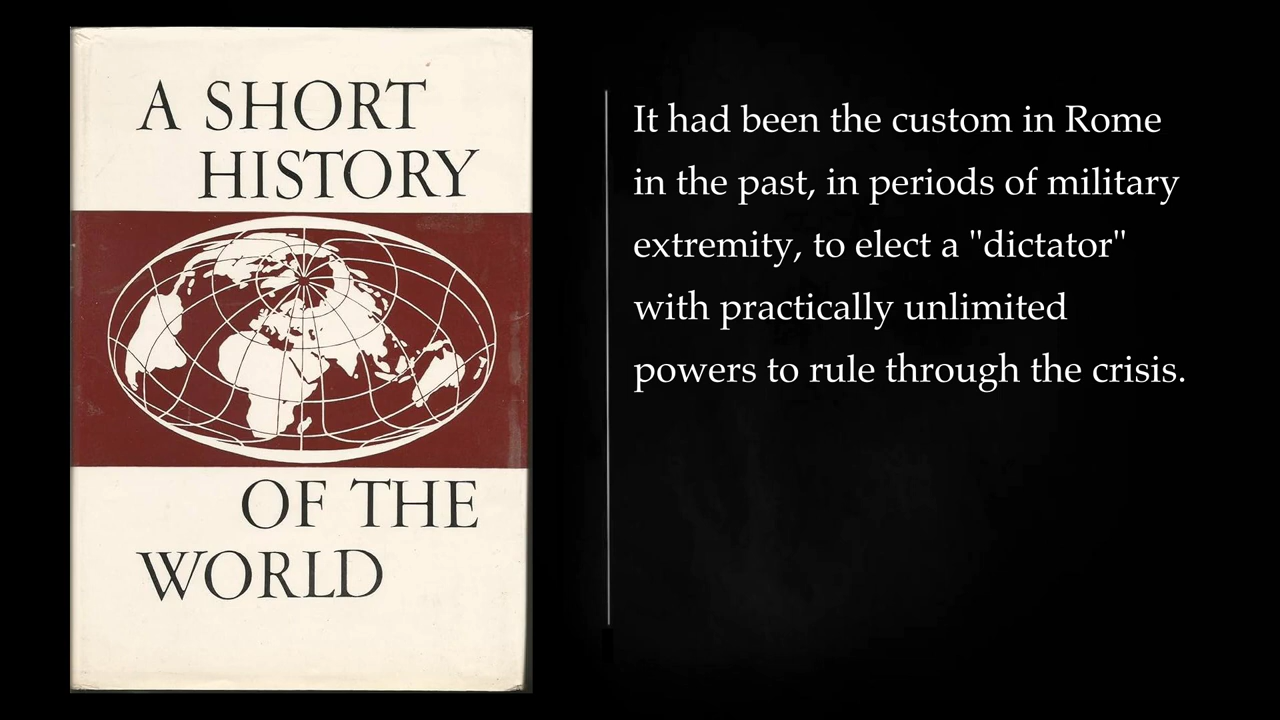 A SHORT
HISTORY
OF THE
WORLD
It had been the custom in Rome
in the past, in periods of military
extremity, to elect a "dictator"
with practically unlimited
powers to rule through the crisis.